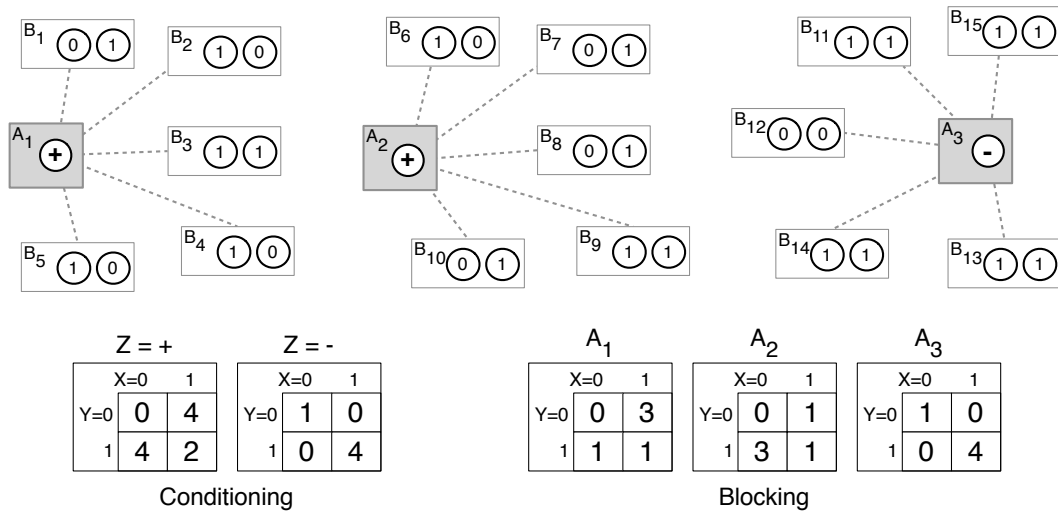 B1 0 1
B2 1 0
B3 1 1
B4 1 0
B5 1 0
A1 +
B6 1 0
B7 0 1
B8 0 1
B9 1 1
B10 0 1
A2 +
B11 1 1
B15 1 1
B12 0 0
A3 -
B14 1 1
B13 1 1
Z = +
X=0 1
Y=0 0 4
1 4 2
Z = -
X=0 1
Y=0 1 0
1 0 4
Conditioning
A1
X=0 1
Y=0 0 3
1 1 1
A2
X=0 1
Y=0 0 1
1 3 1
A3
X=0 1
Y=0 1 0
1 0 4
Blocking